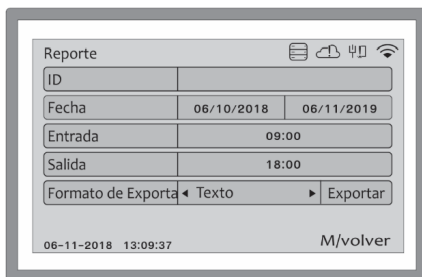 Reporte
ID
Fecha 06/10/2018 06/11/2019
Entrada 09:00
Salida 18:00
Formato de Exporta ◂ Texto ▸ Exportar
06-11-2018 13:09:37 M/volver